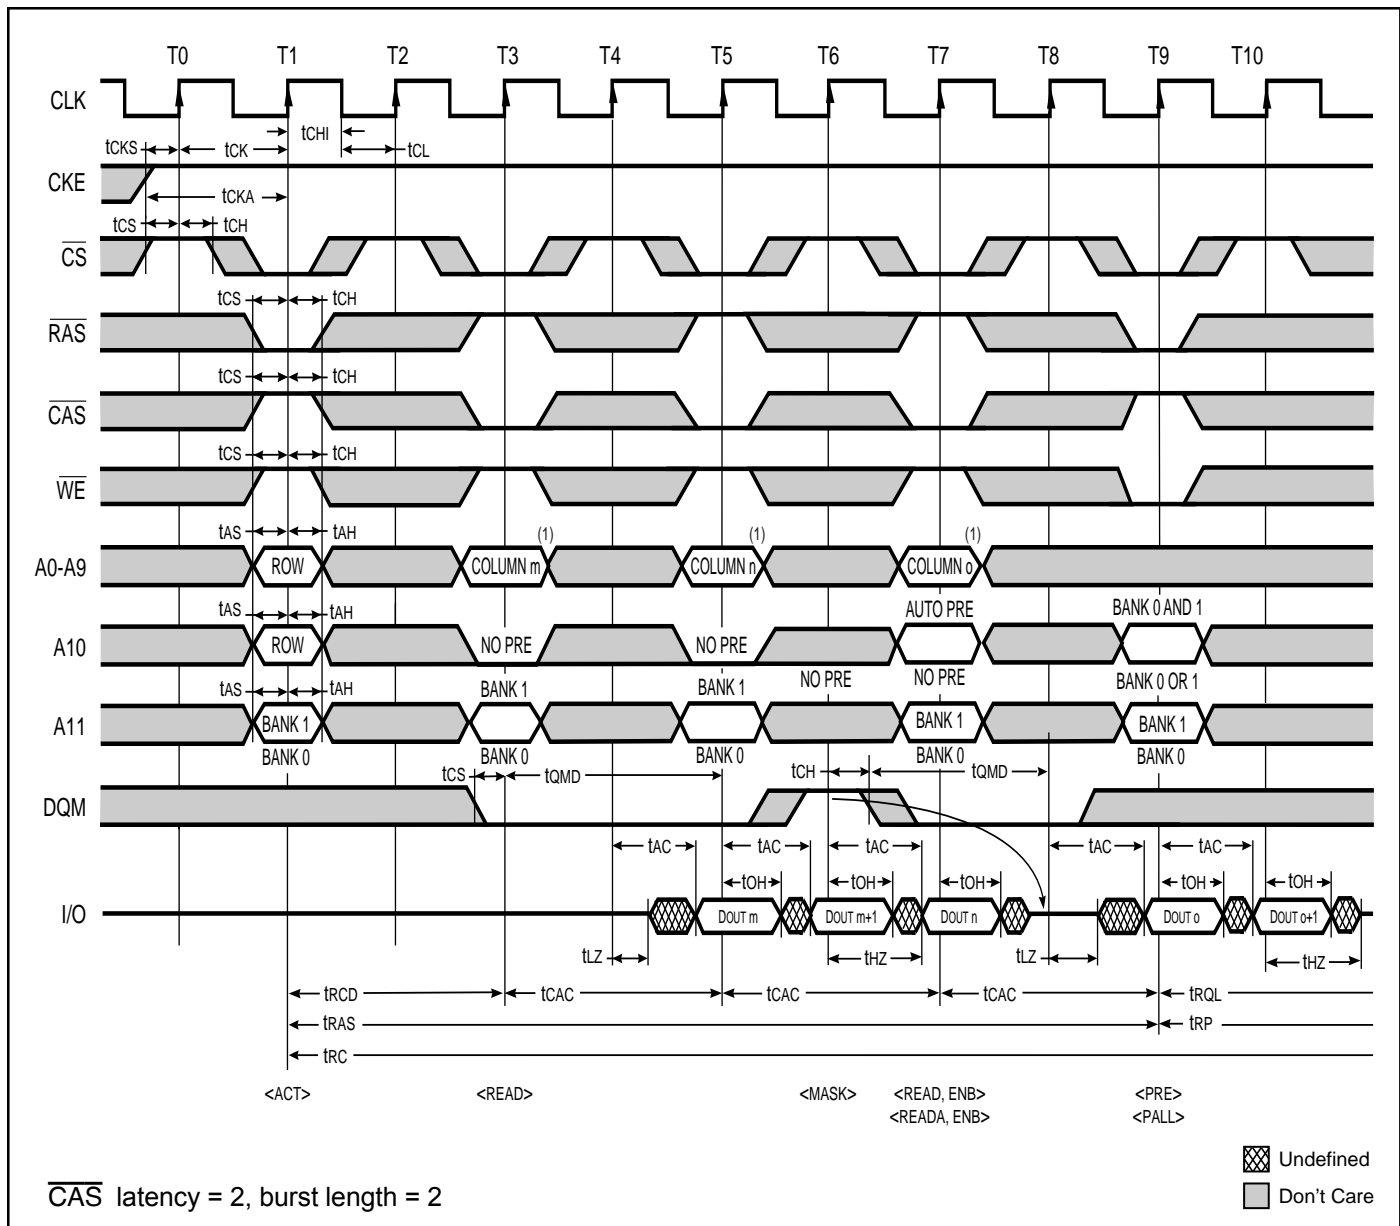 T0 T1 T2 T3 T4 T5 T6 T7 T8 T9 T10
CLK
tCHI
tCKS tCK tCL
CKE
tCKA
tCS tCH
CS
tCS tCH
RAS
tCS tCH
CAS
tCS tCH
WE
tAS tAH (1) (1) (1)
A0-A9 ROW COLUMN m COLUMN n COLUMN o
tAS tAH AUTO PRE BANK 0 AND 1
A10 ROW NO PRE NO PRE
tAS tAH BANK 1 BANK 1 NO PRE NO PRE BANK 0 OR 1
A11 BANK 1 BANK 1 BANK 1
BANK 0 BANK 0 BANK 0 BANK 0 BANK 0
tCS tQMD tCH tQMD
DQM
tAC tAC tAC tAC tAC
tOH tOH tOH tOH tOH
I/O DOUT m DOUT m+1 DOUT n DOUT o DOUT o+1
tLZ tHZ tLZ tHZ
tRCD tCAC tCAC tCAC tRQL
tRAS tRP
tRC
<ACT> <READ> <MASK> <READ, ENB> <PRE>
<READA, ENB> <PALL>
Undefined
CAS latency = 2, burst length = 2 Don't Care